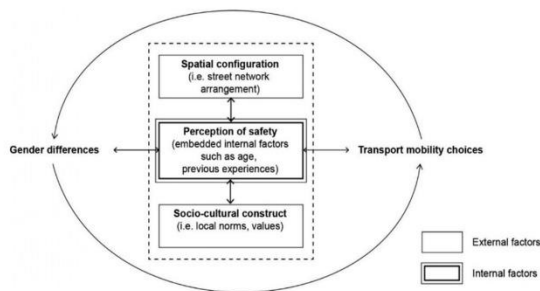 Spatial configuration
(i.e. street network
arrangement)
Perception of safety
(embedded internal factors
such as age,
previous experiences)
Gender differences
Transport mobility choices
Socio-cultural construct
(i.e. local norms, values)
External factors
Internal factors